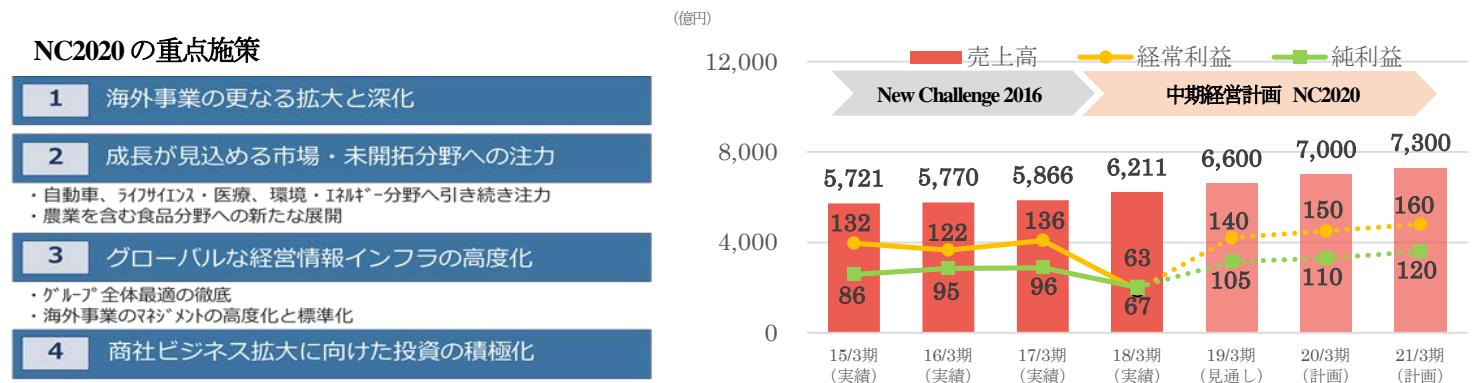 NC2020 の重点施策
1 海外事業の更なる拡大と深化
2 成長が見込める市場・未開拓分野への注力
・自動車、ﾗｲﾌｻｲｴﾝｽ・医療、環境・ｴﾈﾙｷﾞｰ分野へ引き続き注力
・農業を含む食品分野への新たな展開
3 グローバルな経営情報インフラの高度化
・ｸﾞﾙｰﾌﾟ全体最適の徹底
・海外事業のﾏﾈｼﾞﾒﾝﾄの高度化と標準化
4 商社ビジネス拡大に向けた投資の積極化
（億円）
売上高 経常利益 純利益
New Challenge 2016 中期経営計画 NC2020
12,000
8,000
4,000
0
5,721 5,770 5,866 6,211 6,600 7,000 7,300
132 122 136 63 140 150 160
86 95 96 67 105 110 120
15/3期 16/3期 17/3期 18/3期 19/3期 20/3期 21/3期
（実績） （実績） （実績） （実績） （見通し） （計画） （計画）